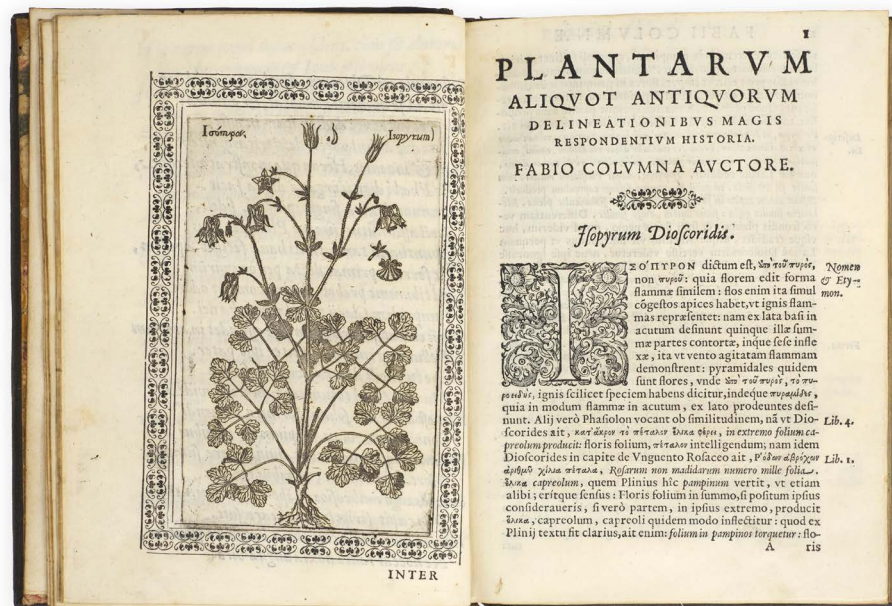 Isopyrum
INTER
1
PLANTARVM
ALIQVOT ANTIQVORVM
DELINEATIONIBVS MAGIS
RESPONDENTIVM HISTORIA.
FABIO COLVMNA AVCTORE.
Isopyrum Dioscoridis.
IΣO'ΠYPON dictum est, ὑπὸ τοῦ πυρὸς, Nomen
non πυροῦ: quia florem edit forma & Ety-
flammæ similem: flos enim ita simul mon.
cōgestos apices habet, vt ignis flam-
mas repræsentet: nam ex lata basi in
acutum desinunt quinque illæ sum-
mæ partes contortæ, inque sese infle
xæ, ita vt vento agitatam flammam
demonstrent: pyramidales quidem
sunt flores, vnde ὑπὸ τοῦ πυρὸς, τὸ πυ-
ροειδὲς, ignis scilicet speciem habens dicitur, indeque πυραμίδες,
quia in modum flammæ in acutum, ex lato prodeuntes desi-
nunt. Alij verò Phasiolon vocant ob similitudinem, nā vt Dio- Lib. 4.
scorides ait, κατ' ἄκρον τὸ πέταλον ἕλικα φέρει, in extremo folium ca-
preolum producit: floris folium, πέταλον intelligendum; nam idem
Dioscorides in capite de Vnguento Rosaceo ait, Ῥόδων ἀβρόχων Lib. 1.
ἀριθμῷ χίλια πέταλα, Rosarum non madidarum numero mille folia.
ἕλικα capreolum, quem Plinius hîc pampinum vertit, vt etiam
alibi; eritque sensus: Floris folium in summo, si positum ipsius
consideraueris, si verò partem, in ipsius extremo, producit
ἕλικα, capreolum, capreoli quidem modo inflectitur: quod ex
Plinij textu fit clarius, ait enim: folium in pampinos torquetur: flo-
A ris